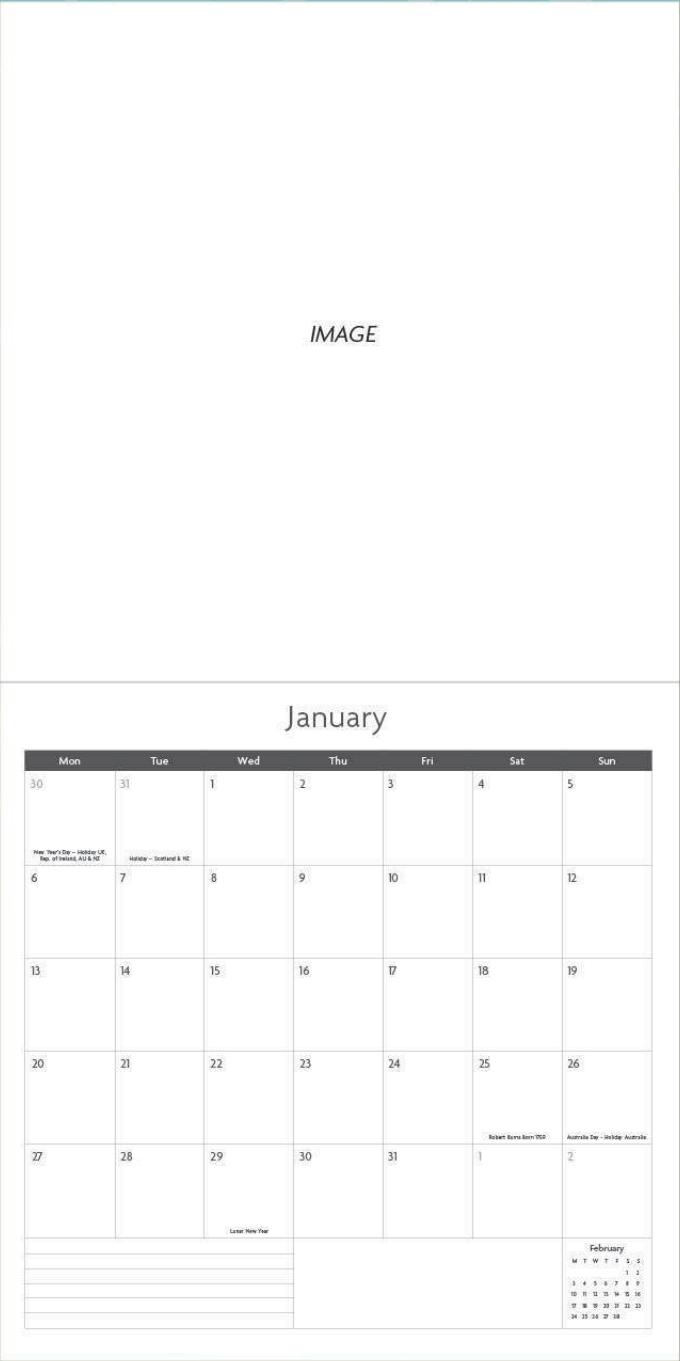 IMAGE
January
Mon Tue Wed Thu Fri Sat Sun
30 31 1 2 3 4 5
New Year's Day – Holiday UK,
Rep. of Ireland, AU & NZ
Holiday – Scotland & NZ
6 7 8 9 10 11 12
13 14 15 16 17 18 19
20 21 22 23 24 25 26
Robert Burns Born 1759
Australia Day - Holiday Australia
27 28 29 30 31 1 2
Lunar New Year
February
M T W T F S S
1 2
3 4 5 6 7 8 9
10 11 12 13 14 15 16
17 18 19 20 21 22 23
24 25 26 27 28